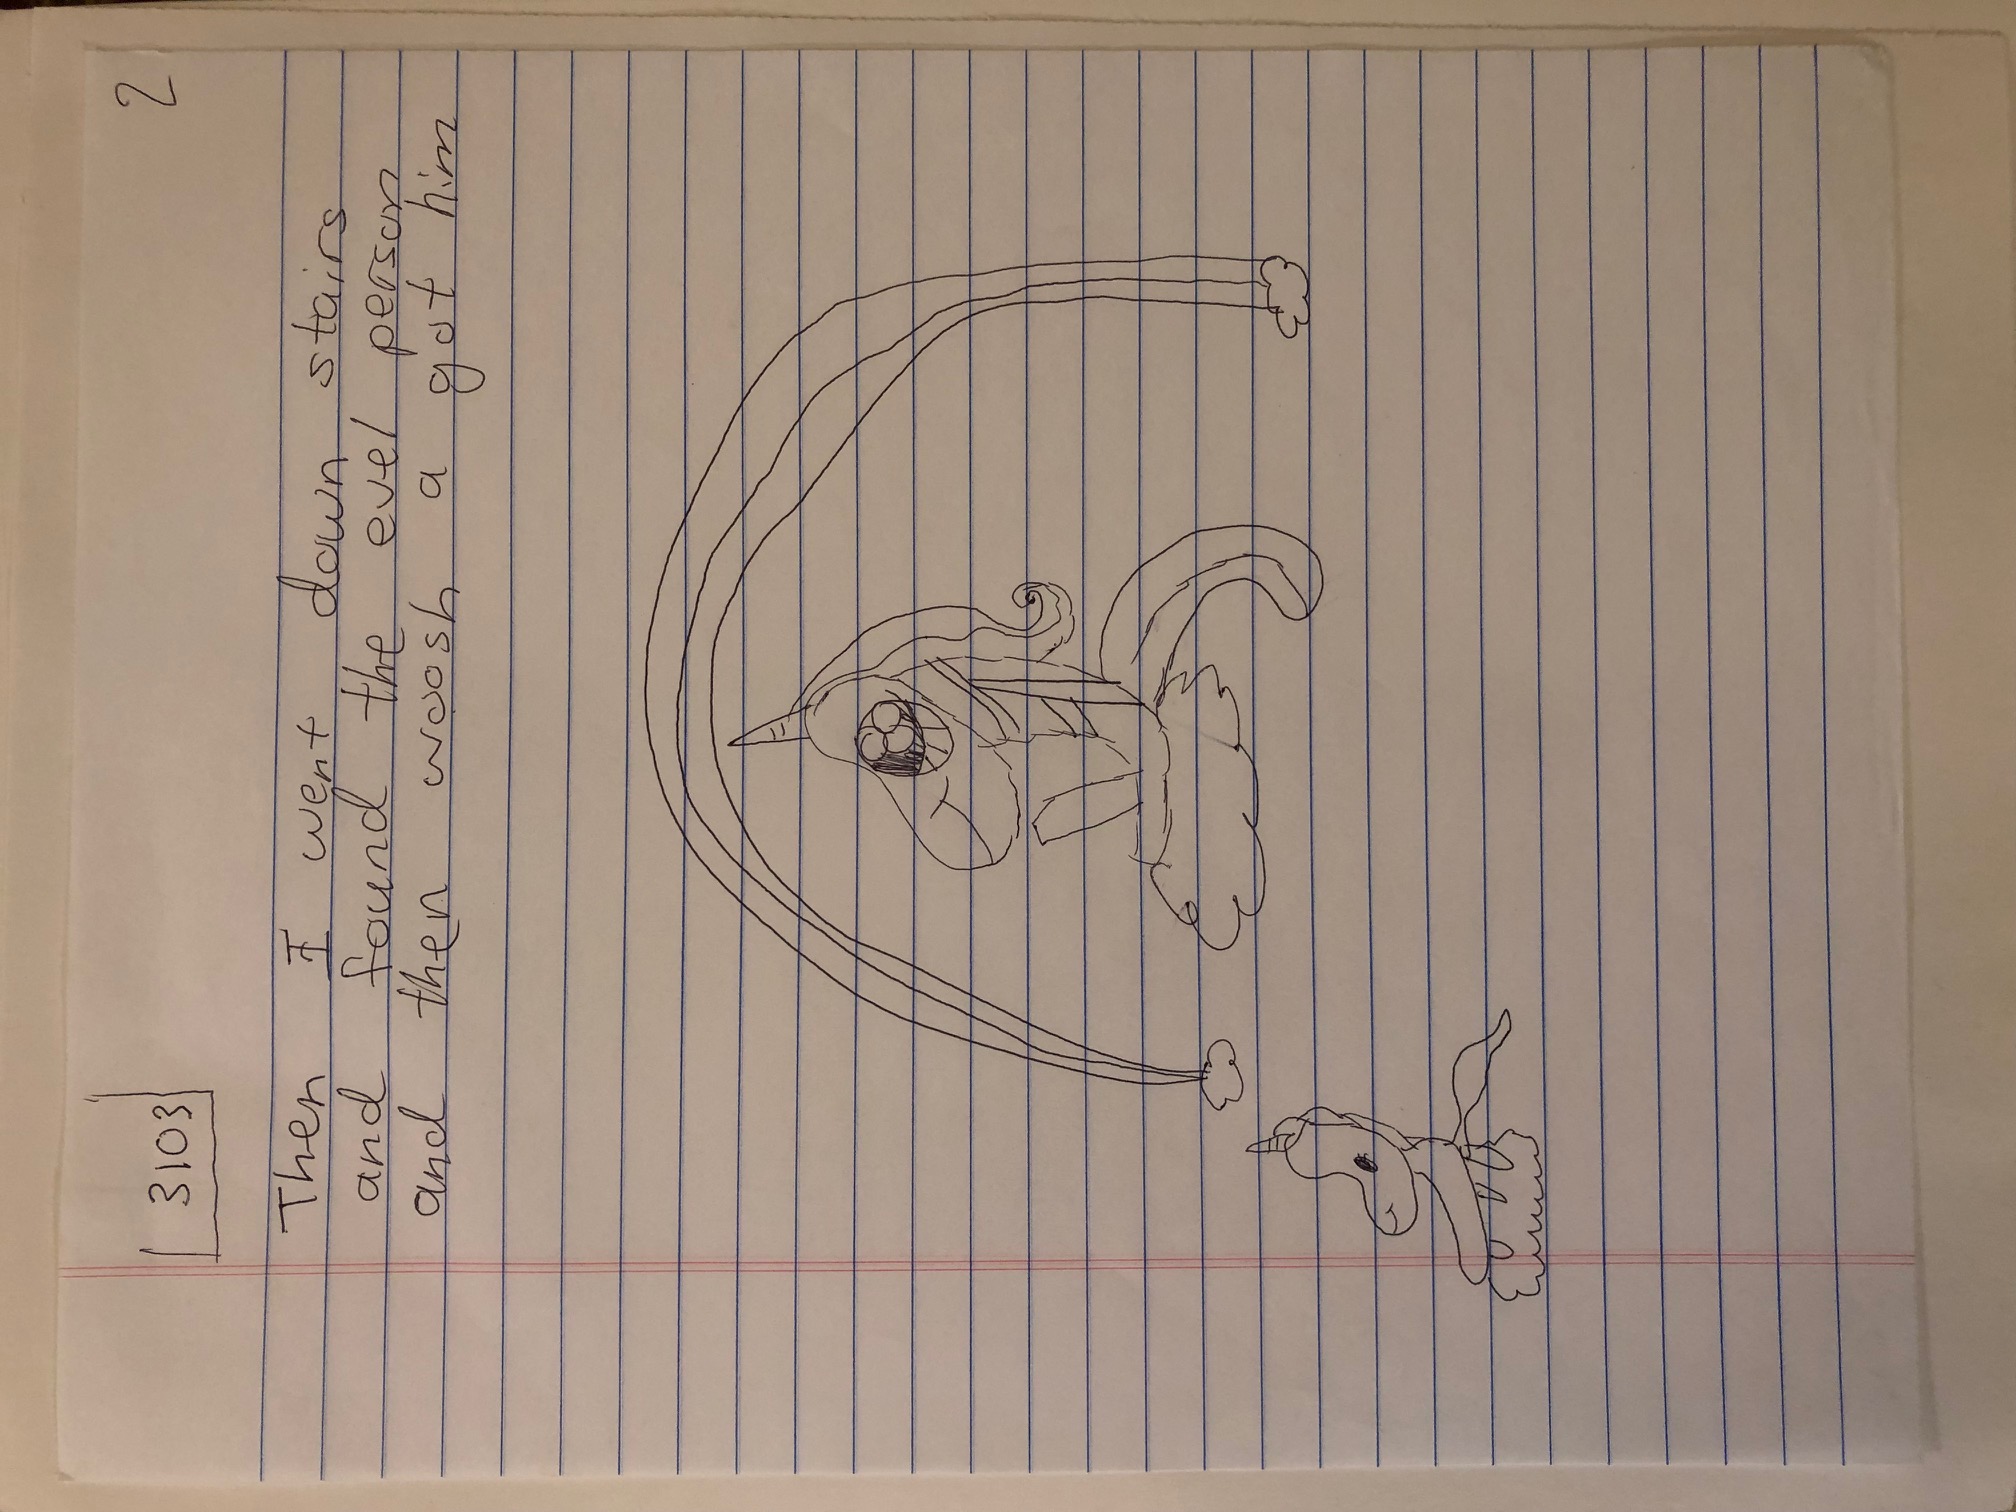 3103
2
Then I went down stairs
and found the evel person
and then woosh a got him